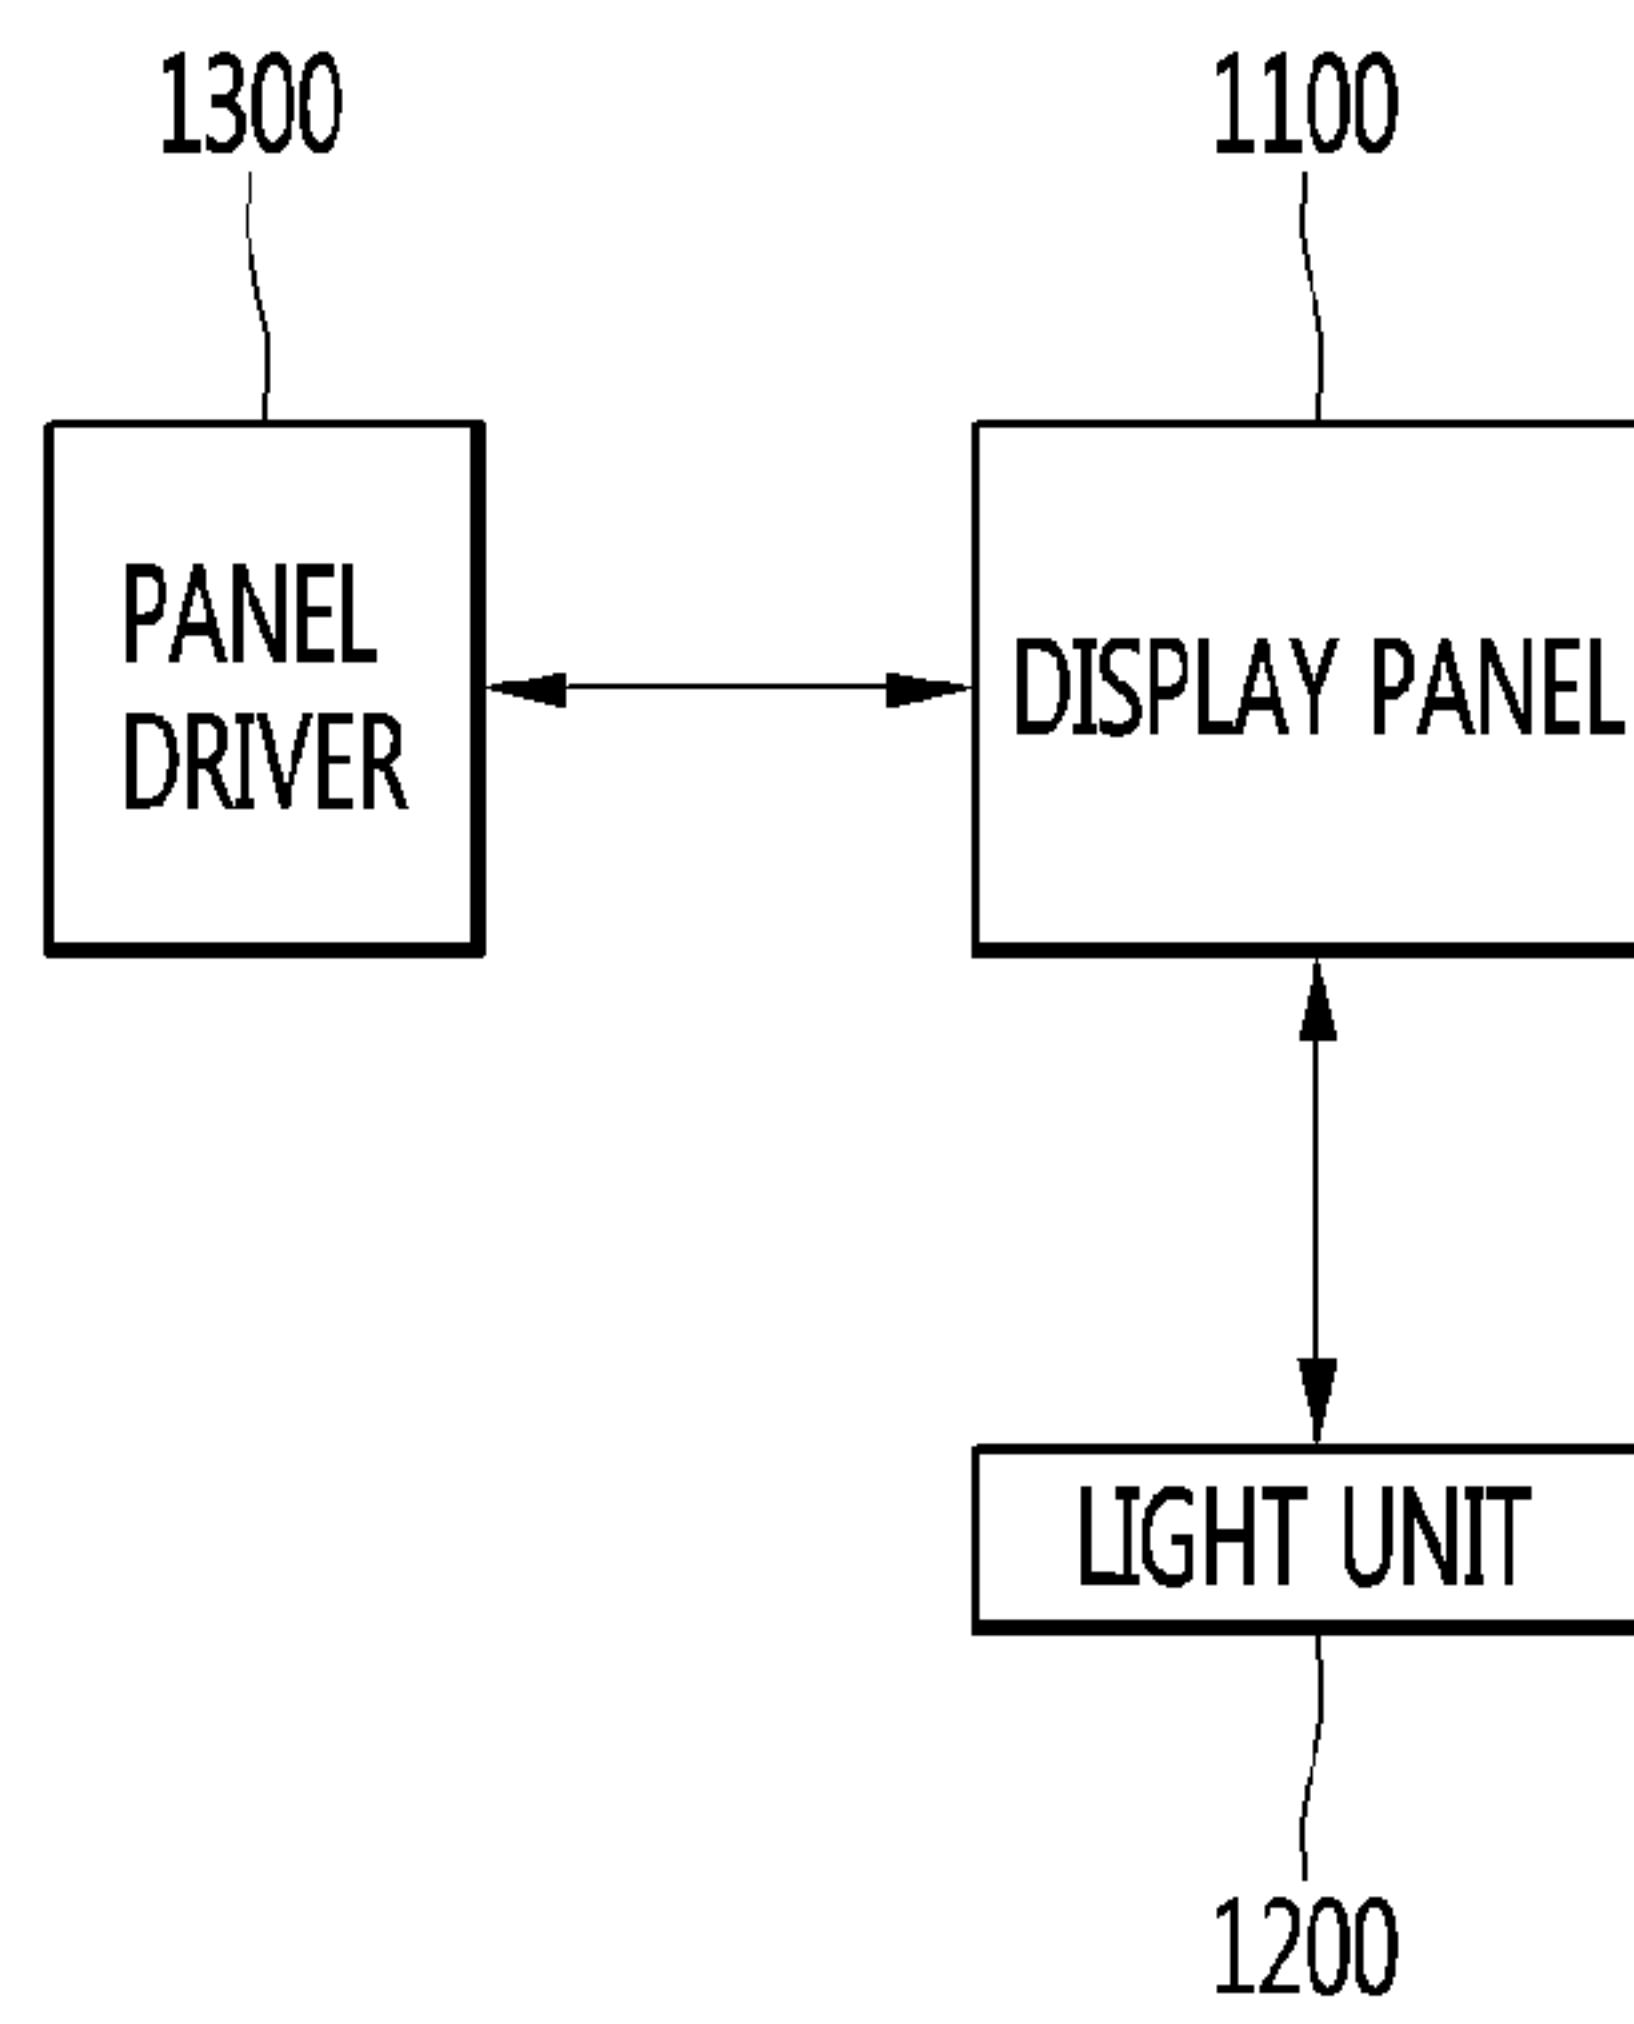 1300
1100
PANEL
DRIVER
DISPLAY PANEL
LIGHT UNIT
1200